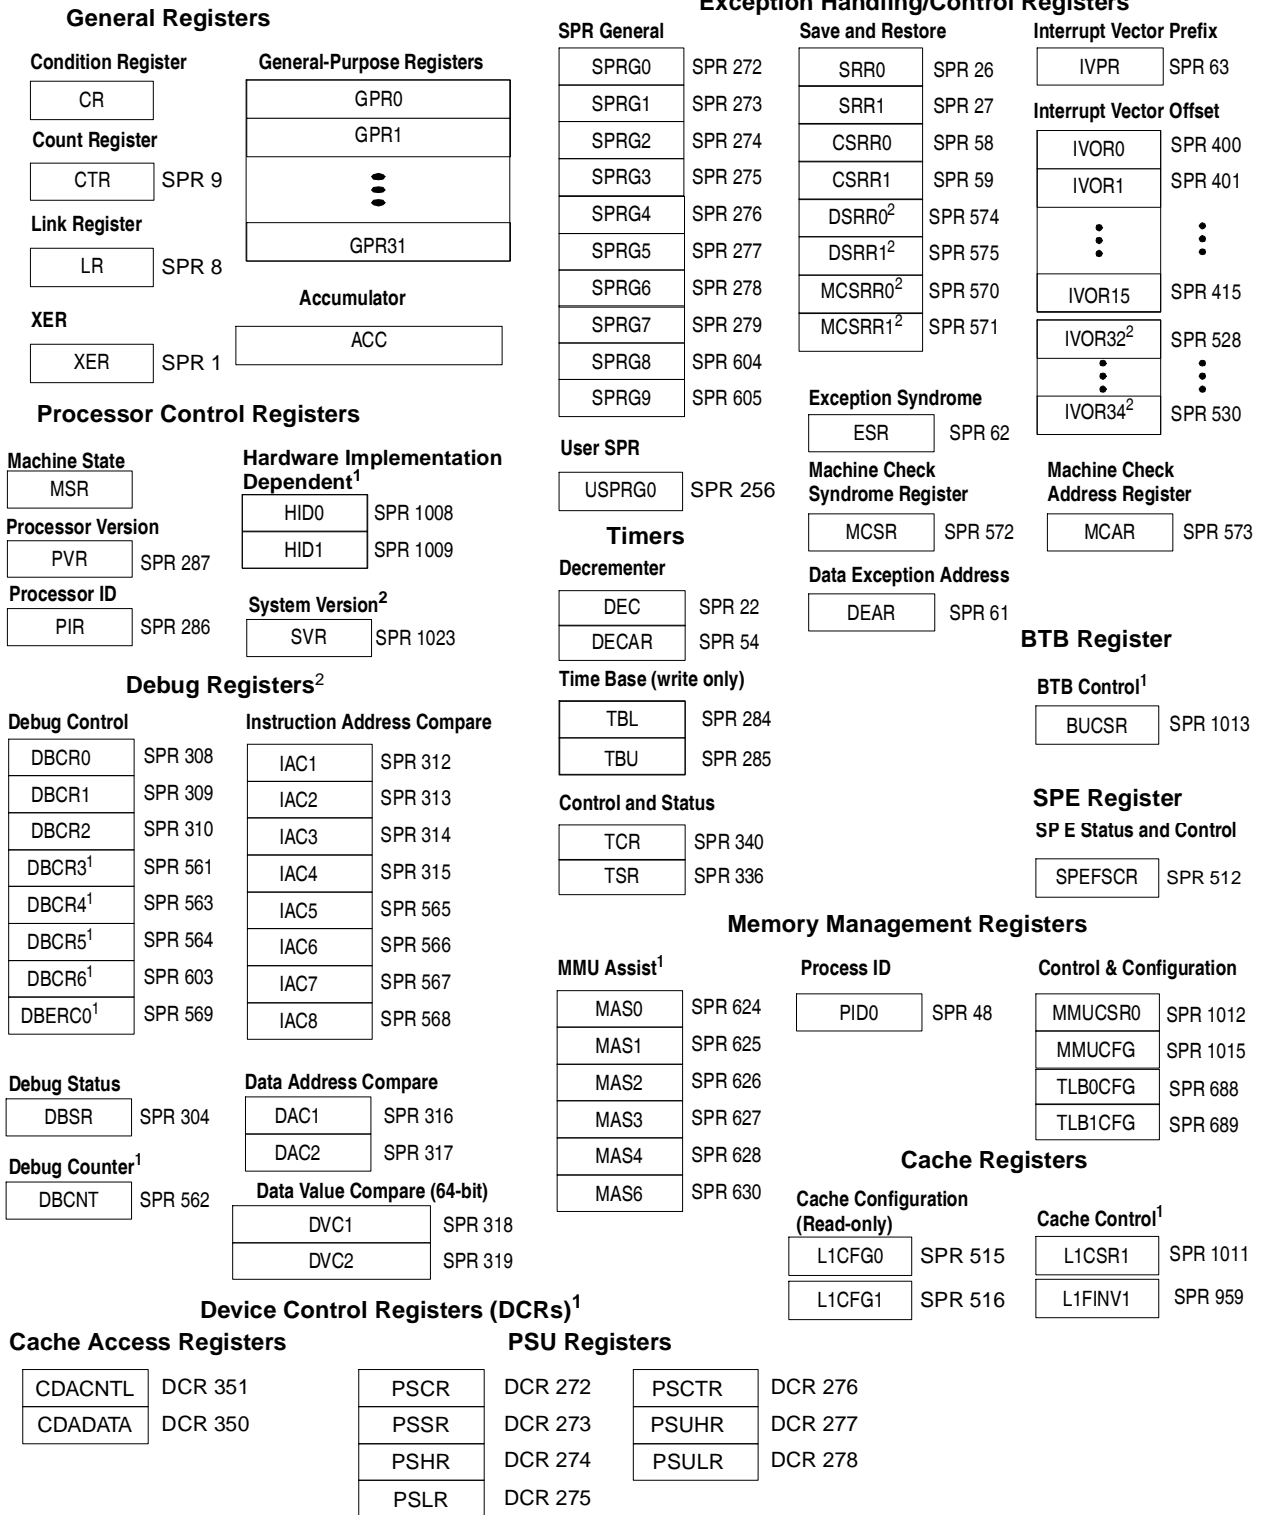 General Registers
Exception Handling/Control Registers
Condition Register
CR
Count Register
CTR SPR 9
Link Register
LR SPR 8
XER
XER SPR 1
General-Purpose Registers
GPR0
GPR1
GPR31
Accumulator
ACC
SPR General
SPRG0 SPR 272
SPRG1 SPR 273
SPRG2 SPR 274
SPRG3 SPR 275
SPRG4 SPR 276
SPRG5 SPR 277
SPRG6 SPR 278
SPRG7 SPR 279
SPRG8 SPR 604
SPRG9 SPR 605
User SPR
USPRG0 SPR 256
Save and Restore
SRR0 SPR 26
SRR1 SPR 27
CSRR0 SPR 58
CSRR1 SPR 59
DSRR0² SPR 574
DSRR1² SPR 575
MCSRR0² SPR 570
MCSRR1² SPR 571
Exception Syndrome
ESR SPR 62
Machine Check
Syndrome Register
MCSR SPR 572
Data Exception Address
DEAR SPR 61
Interrupt Vector Prefix
IVPR SPR 63
Interrupt Vector Offset
IVOR0 SPR 400
IVOR1 SPR 401
IVOR15 SPR 415
IVOR32² SPR 528
IVOR34² SPR 530
Machine Check
Address Register
MCAR SPR 573
Processor Control Registers
Machine State
MSR
Processor Version
PVR SPR 287
Processor ID
PIR SPR 286
Hardware Implementation
Dependent¹
HID0 SPR 1008
HID1 SPR 1009
System Version²
SVR SPR 1023
Timers
Decrementer
DEC SPR 22
DECAR SPR 54
Time Base (write only)
TBL SPR 284
TBU SPR 285
Control and Status
TCR SPR 340
TSR SPR 336
BTB Register
BTB Control¹
BUCSR SPR 1013
SPE Register
SP E Status and Control
SPEFSCR SPR 512
Debug Registers²
Debug Control
DBCR0 SPR 308
DBCR1 SPR 309
DBCR2 SPR 310
DBCR3¹ SPR 561
DBCR4¹ SPR 563
DBCR5¹ SPR 564
DBCR6¹ SPR 603
DBERC0¹ SPR 569
Debug Status
DBSR SPR 304
Debug Counter¹
DBCNT SPR 562
Instruction Address Compare
IAC1 SPR 312
IAC2 SPR 313
IAC3 SPR 314
IAC4 SPR 315
IAC5 SPR 565
IAC6 SPR 566
IAC7 SPR 567
IAC8 SPR 568
Data Address Compare
DAC1 SPR 316
DAC2 SPR 317
Data Value Compare (64-bit)
DVC1 SPR 318
DVC2 SPR 319
Memory Management Registers
MMU Assist¹
MAS0 SPR 624
MAS1 SPR 625
MAS2 SPR 626
MAS3 SPR 627
MAS4 SPR 628
MAS6 SPR 630
Process ID
PID0 SPR 48
Control & Configuration
MMUCSR0 SPR 1012
MMUCFG SPR 1015
TLB0CFG SPR 688
TLB1CFG SPR 689
Cache Registers
Cache Configuration
(Read-only)
L1CFG0 SPR 515
L1CFG1 SPR 516
Cache Control¹
L1CSR1 SPR 1011
L1FINV1 SPR 959
Device Control Registers (DCRs)¹
Cache Access Registers
CDACNTL DCR 351
CDADATA DCR 350
PSU Registers
PSCR DCR 272
PSSR DCR 273
PSHR DCR 274
PSLR DCR 275
PSCTR DCR 276
PSUHR DCR 277
PSULR DCR 278